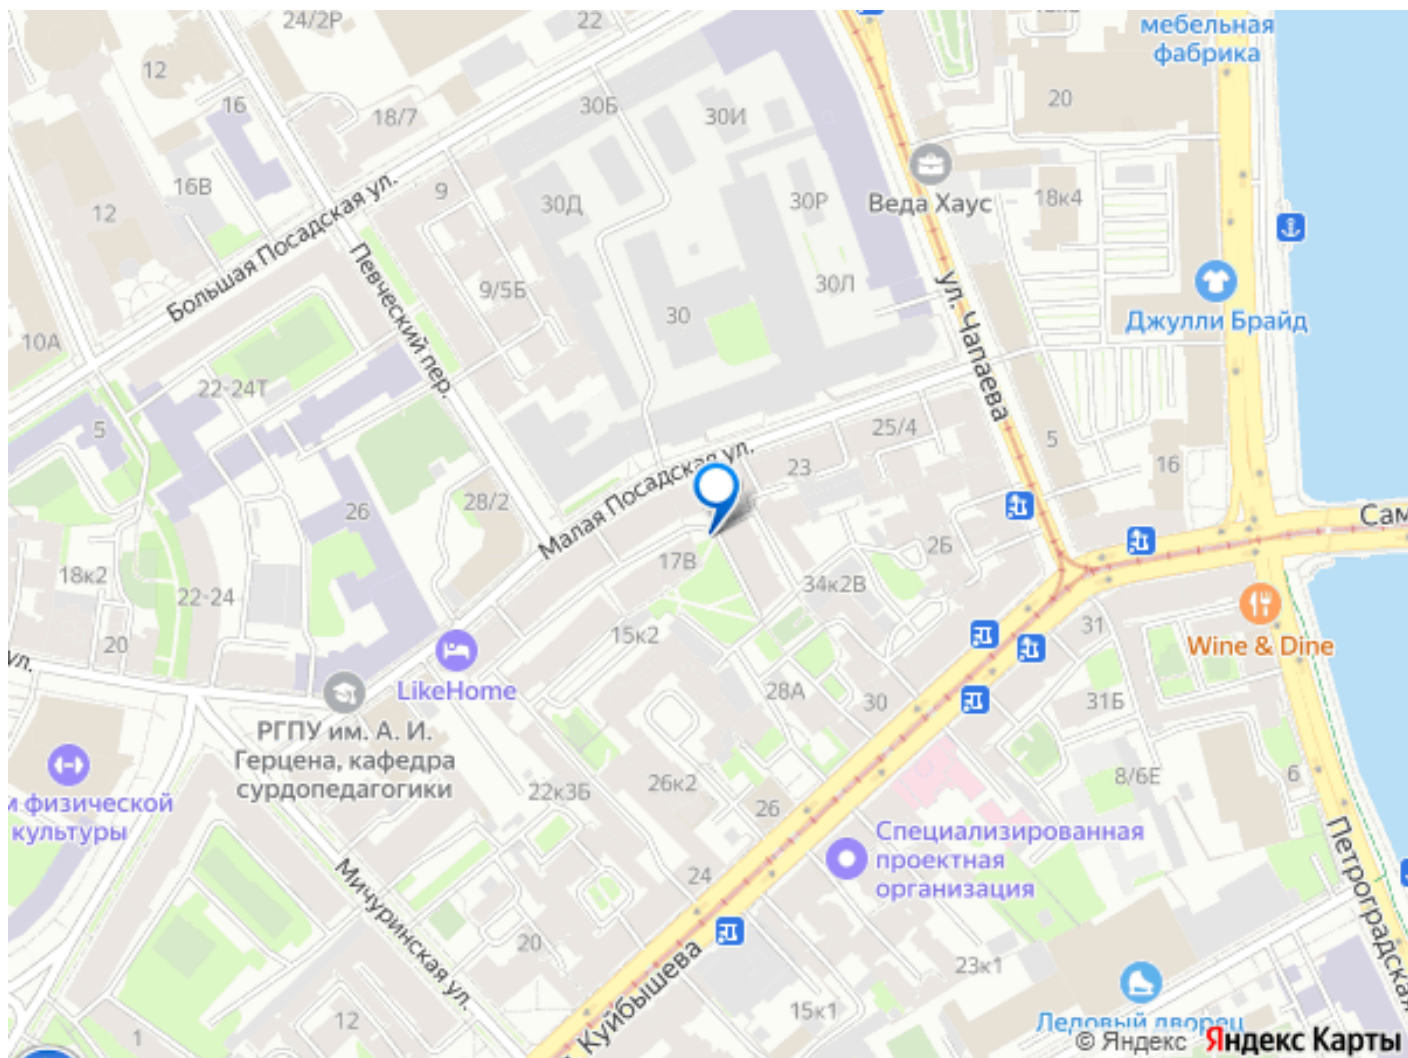 24/2Р
22
мебельная
фабрика
12
16
18/7
30Б
30И
20
16В
9
30Д
30Р
Веда Хаус
18к4
12
Большая Посадская ул.
Певческий пер.
9/5Б
30
30Л
ул. Чапаева
Джулли Брайд
10А
22-24Т
5
25/4
5
23
16
26
28/2
Малая Посадская ул.
Сам
18к2
17В
2Б
22-24
34к2В
20
15к2
31
Wine & Dine
ул.
LikeHome
28А
30
31Б
РГПУ им. А. И.
Герцена, кафедра
сурдопедагогики
м физической
культуры
22к3Б
26к2
26
8/6Е
6
Специализированная
проектная
организация
Мичуринская ул.
24
Петроградская
20
Куйбышева
23к1
1
12
15к1
Ледовый дворец
© Яндекс Яндекс Карты